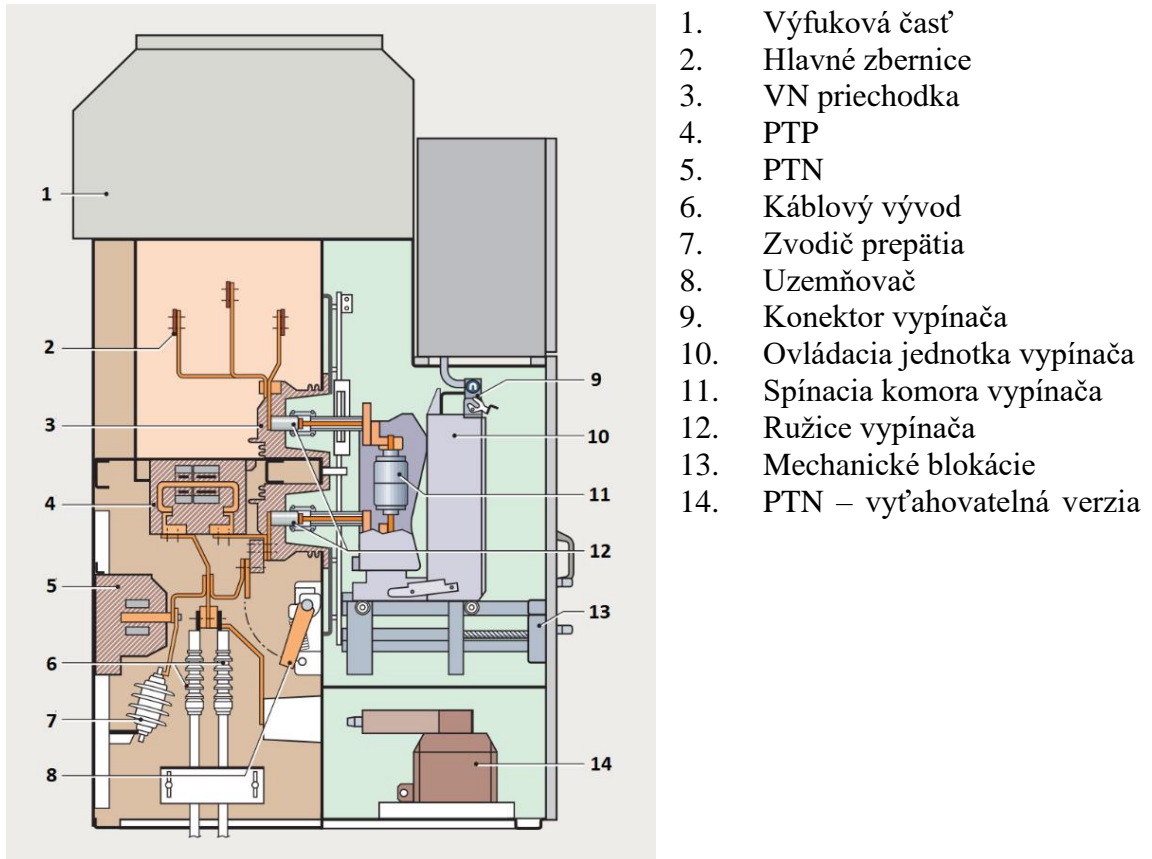 1. Výfuková časť
2. Hlavné zbernice
3. VN priechodka
4. PTP
5. PTN
6. Káblový vývod
7. Zvodič prepätia
8. Uzemňovač
9. Konektor vypínača
10. Ovládacia jednotka vypínača
11. Spínacia komora vypínača
12. Ružice vypínača
13. Mechanické blokácie
14. PTN – vyťahovatelná verzia
1
2
3
4
5
6
7
8
9
10
11
12
13
14